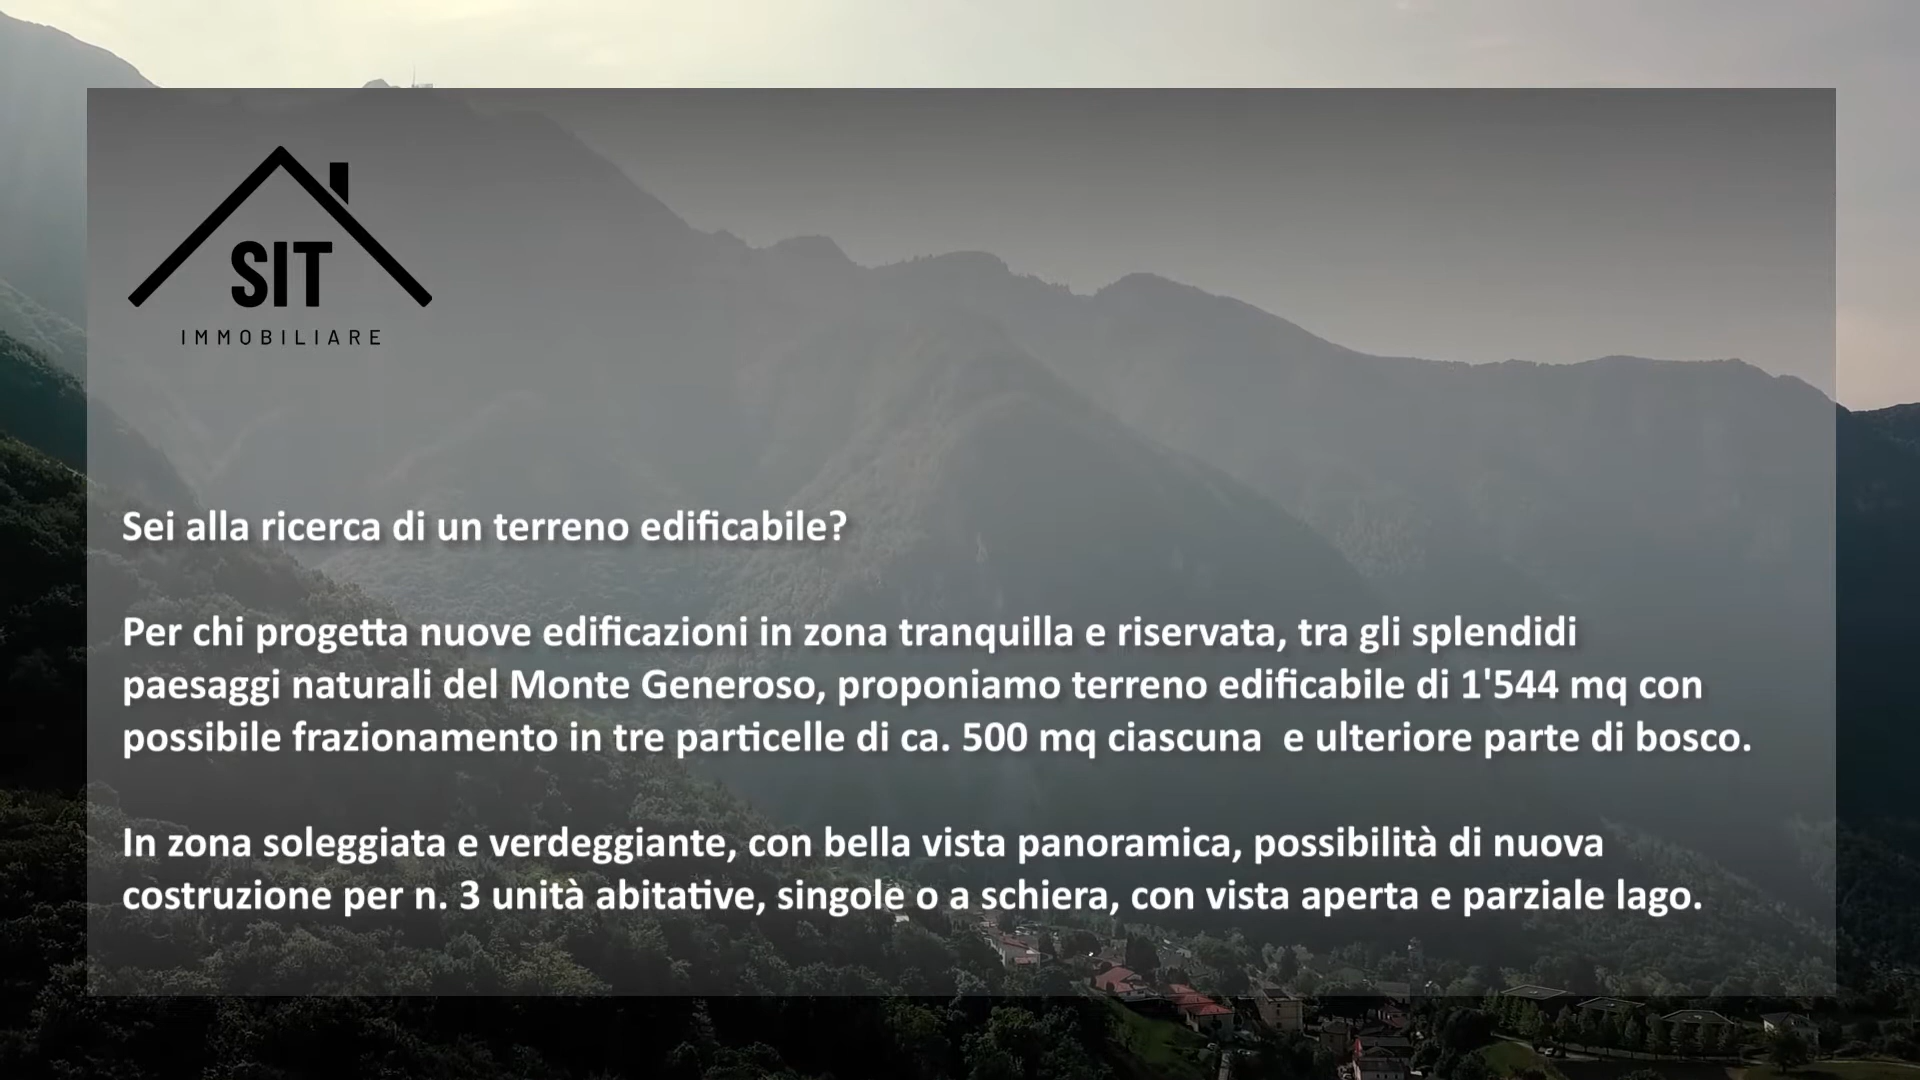 SIT
IMMOBILIARE
Sei alla ricerca di un terreno edificabile?
Per chi progetta nuove edificazioni in zona tranquilla e riservata, tra gli splendidi
paesaggi naturali del Monte Generoso, proponiamo terreno edificabile di 1'544 mq con
possibile frazionamento in tre particelle di ca. 500 mq ciascuna  e ulteriore parte di bosco.
In zona soleggiata e verdeggiante, con bella vista panoramica, possibilità di nuova
costruzione per n. 3 unità abitative, singole o a schiera, con vista aperta e parziale lago.